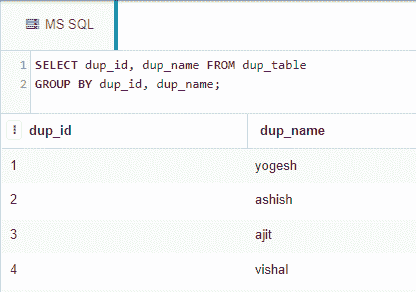 MS SQL
1 SELECT dup_id, dup_name FROM dup_table
2 GROUP BY dup_id, dup_name;
dup_id dup_name
1 yogesh
2 ashish
3 ajit
4 vishal